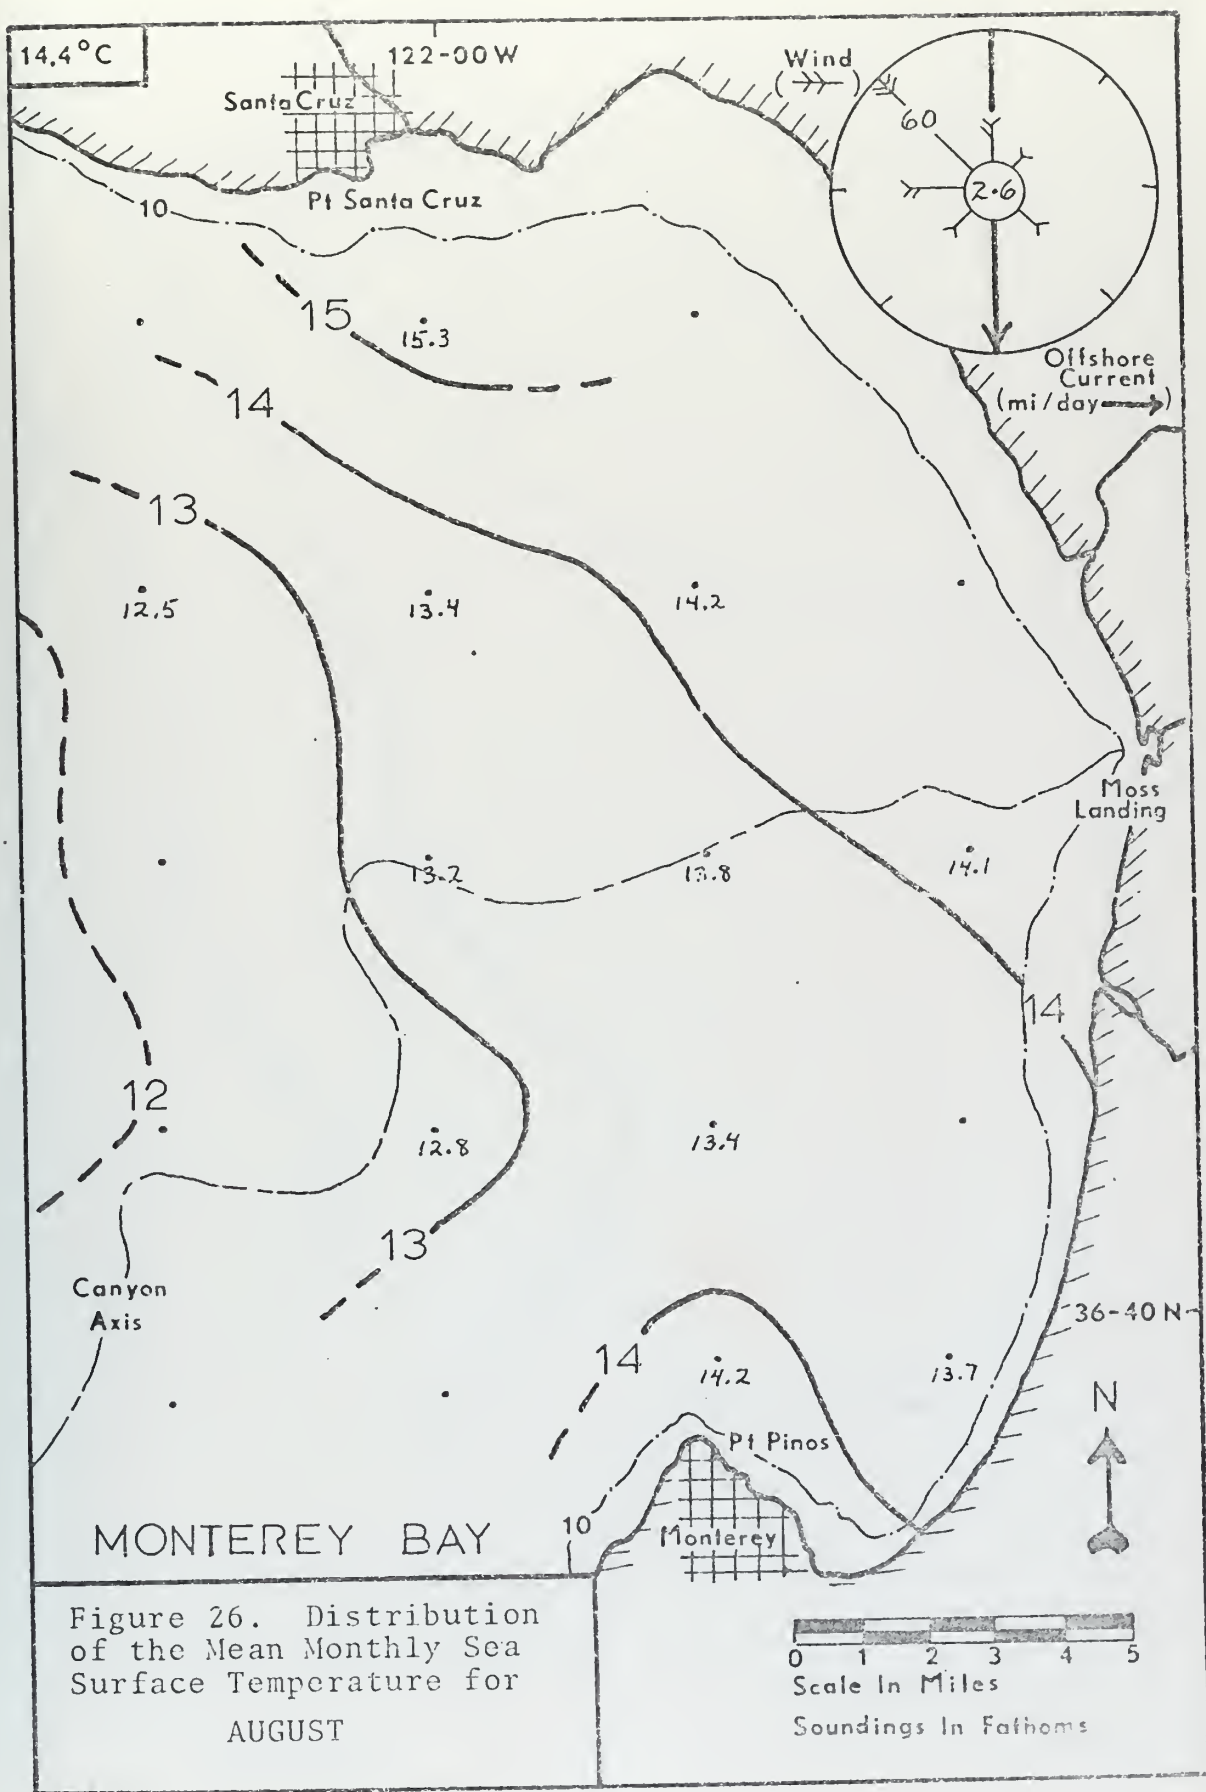 14.4°C
122-00W
Wind
Santa Cruz
60
Pt Santa Cruz
2.6
10
15
15.3
Offshore
Current
(mi/day)
14
13
12.5
13.4
14.2
Moss
Landing
13.2
13.8
14.1
14
12
12.8
13.4
13
Canyon
Axis
36-40N
14
14.2
13.7
N
Pt Pinos
10
Monterey
MONTEREY BAY
Figure 26. Distribution
of the Mean Monthly Sea
Surface Temperature for
AUGUST
0 1 2 3 4 5
Scale In Miles
Soundings In Fathoms